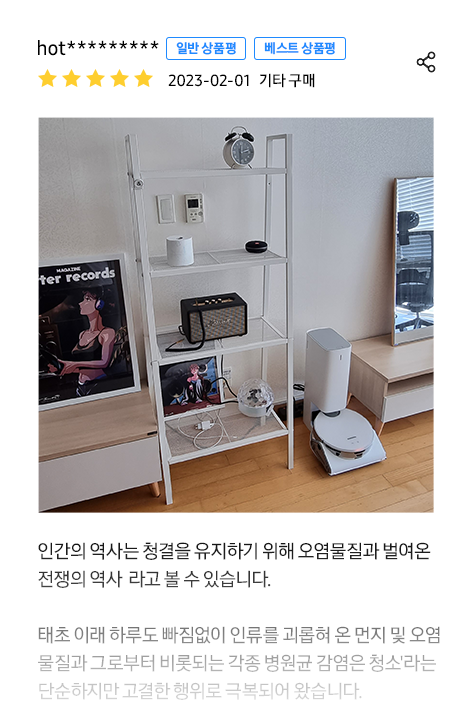 hot*********
일반 상품평
베스트 상품평
2023-02-01 기타 구매
MAGAZINE
ter records
인간의 역사는 청결을 유지하기 위해 오염물질과 벌여온
전쟁의 역사 라고 볼 수 있습니다.
태초 이래 하루도 빠짐없이 인류를 괴롭혀 온 먼지 및 오염
물질과 그로부터 비롯되는 각종 병원균 감염은 청소'라는
단순하지만 고결한 행위로 극복되어 왔습니다.